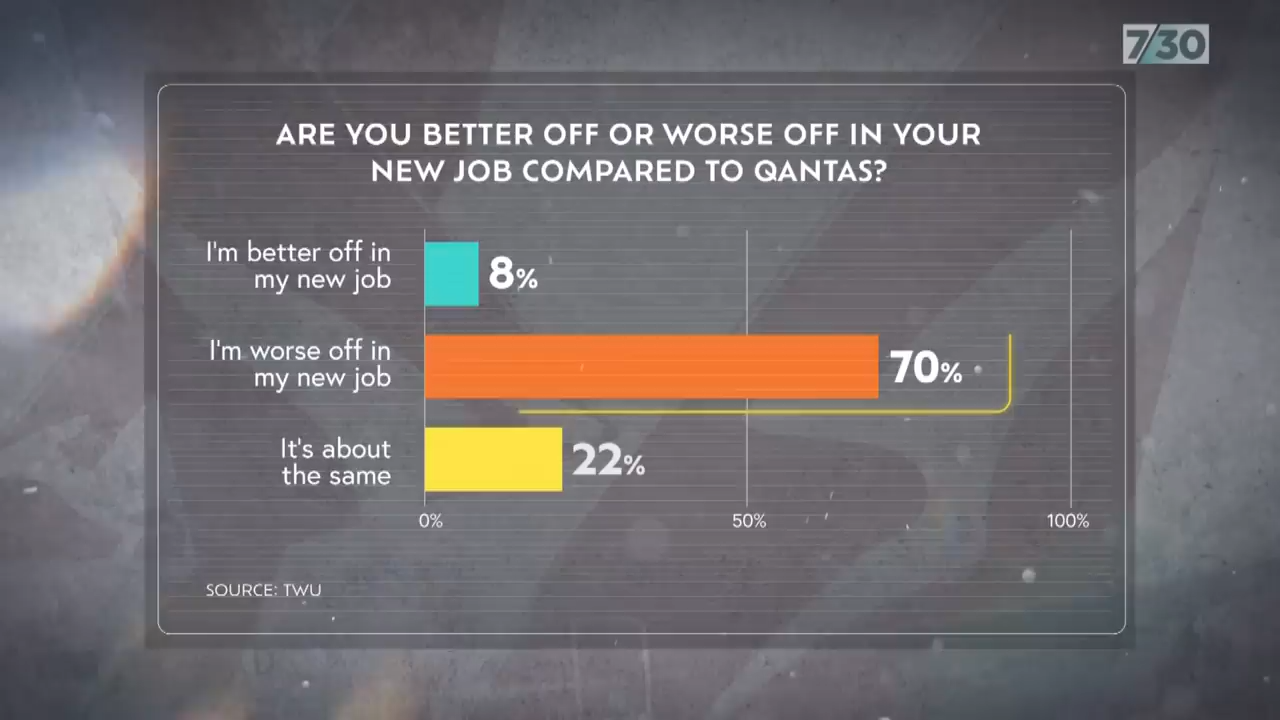 7/30
ARE YOU BETTER OFF OR WORSE OFF IN YOUR
NEW JOB COMPARED TO QANTAS?
I'm better off in
my new job
8%
I'm worse off in
my new job
70%
It's about
the same
22%
0%
50%
100%
SOURCE: TWU